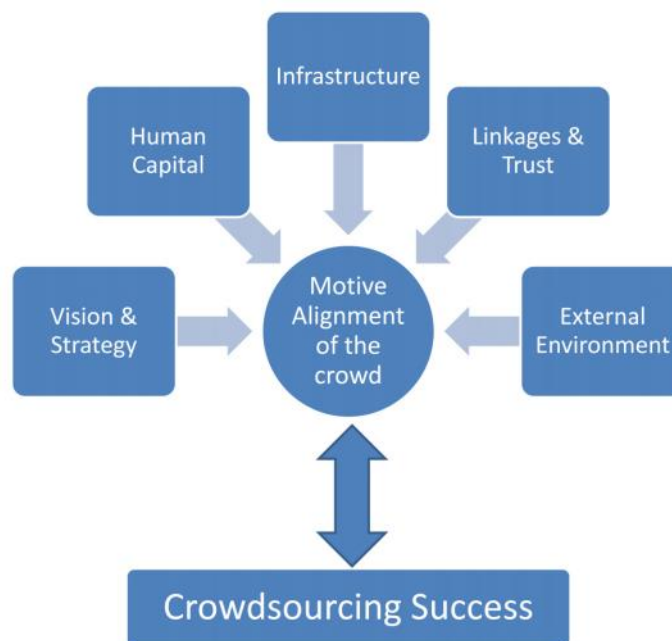 Infrastructure
Human
Capital
Linkages &
Trust
Vision &
Strategy
Motive
Alignment
of the
crowd
External
Environment
Crowdsourcing Success